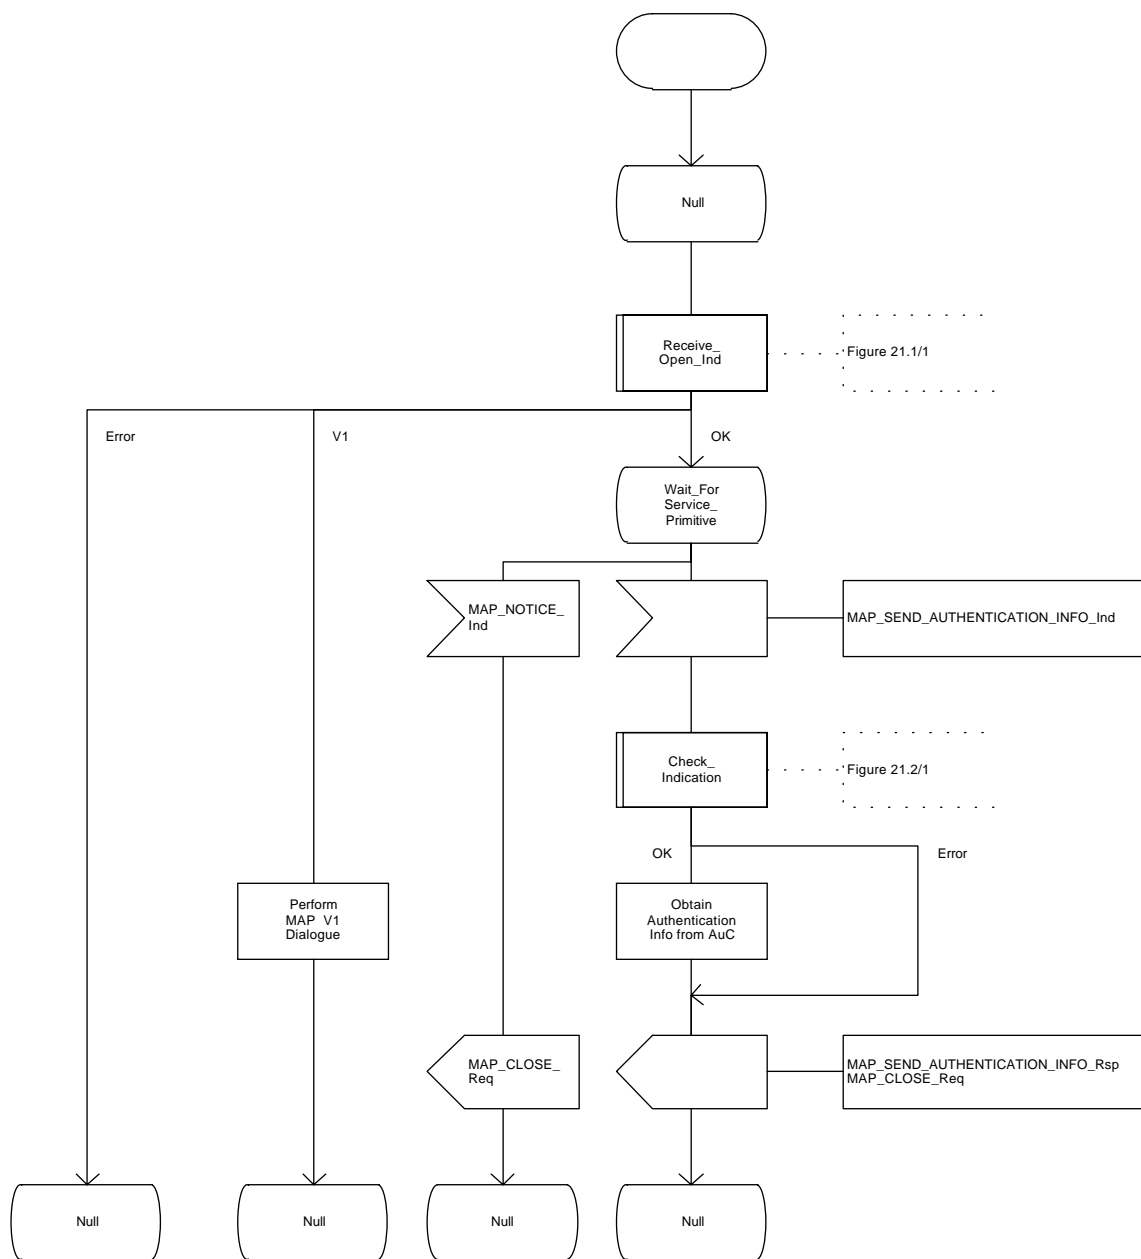 Null
Receive_
Open_Ind
Figure 21.1/1
Error
V1
OK
Wait_For
Service_
Primitive
MAP_NOTICE_
Ind
MAP_SEND_AUTHENTICATION_INFO_Ind
Check_
Indication
Figure 21.2/1
OK
Error
Perform
MAP V1
Dialogue
Obtain
Authentication
Info from AuC
MAP_CLOSE_
Req
MAP_SEND_AUTHENTICATION_INFO_Rsp
MAP_CLOSE_Req
Null
Null
Null
Null